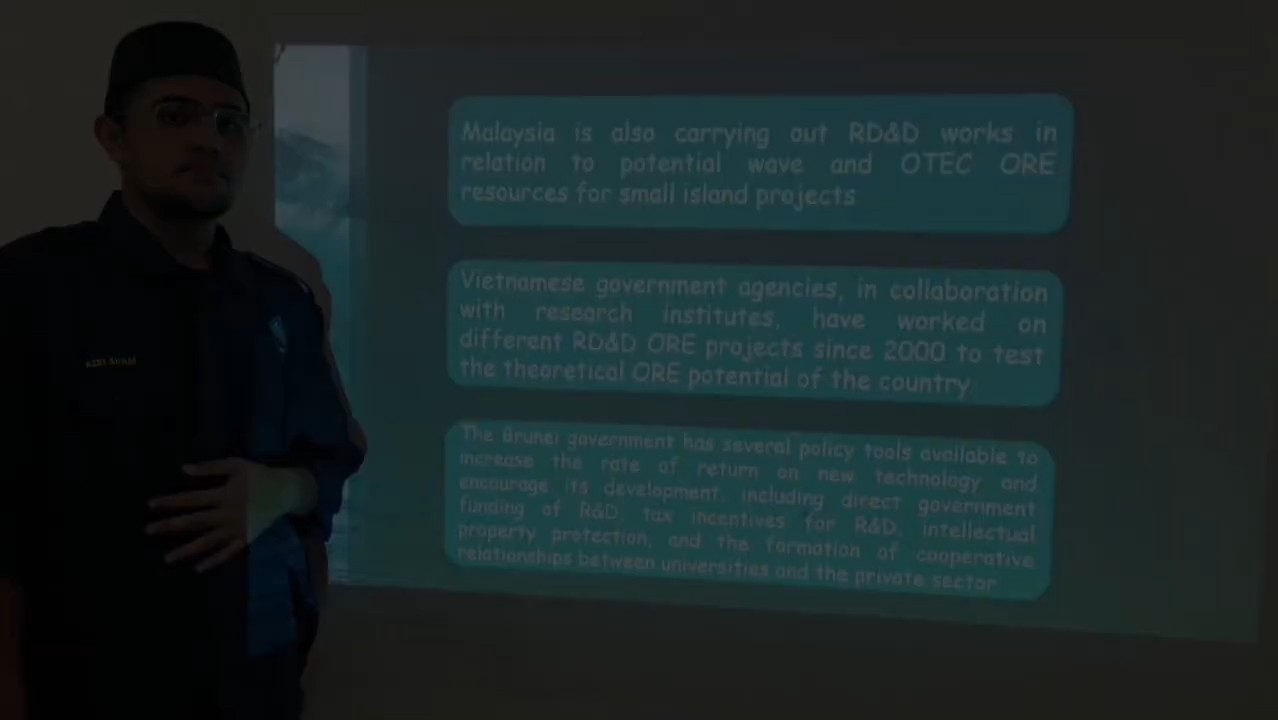 Malaysia is also carrying out RD&D works in
relation to potential wave and OTEC ORE
resources for small island projects
Vietnamese government agencies, in collaboration
with research institutes, have worked on
different RD&D ORE projects since 2000 to test
the theoretical ORE potential of the country
The Brunei government has several policy tools available to
increase the rate of return on new technology and
encourage its development, including direct government
funding of R&D, tax incentives for R&D, intellectual
property protection, and the formation of cooperative
relationships between universities and the private sector